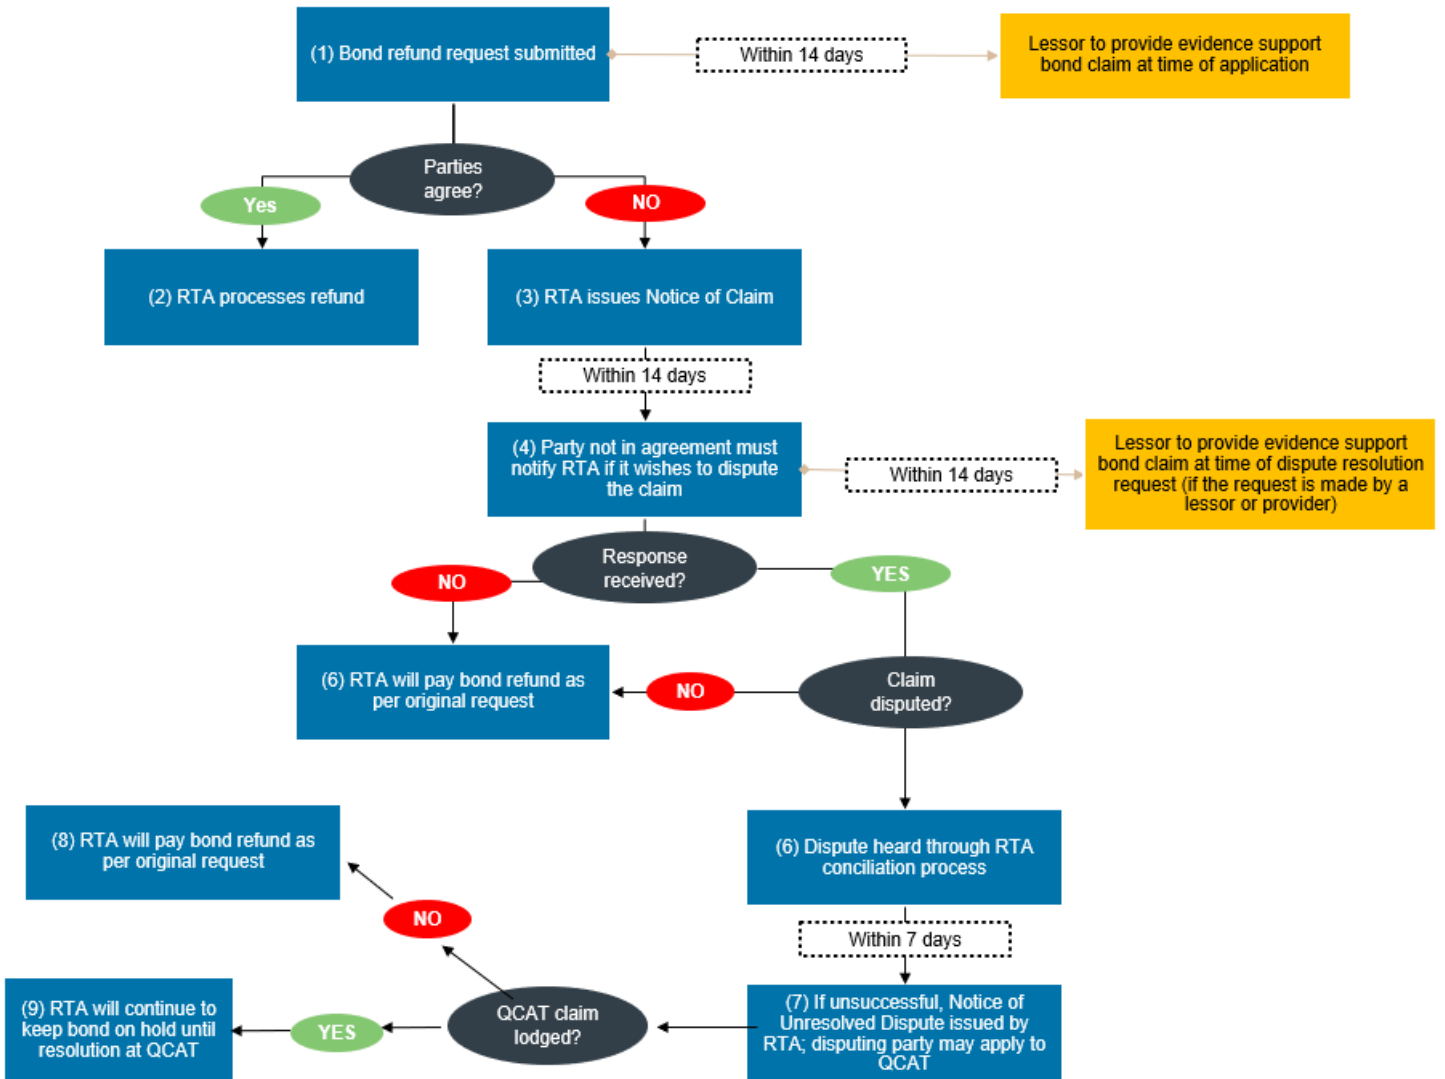 (1) Bond refund request submitted
Within 14 days
Lessor to provide evidence support
bond claim at time of application
Parties
agree?
Yes
NO
(2) RTA processes refund
(3) RTA issues Notice of Claim
Within 14 days
(4) Party not in agreement must
notify RTA if it wishes to dispute
the claim
Within 14 days
Lessor to provide evidence support
bond claim at time of dispute resolution
request (if the request is made by a
lessor or provider)
Response
received?
NO
YES
(6) RTA will pay bond refund as
per original request
NO
Claim
disputed?
(8) RTA will pay bond refund as
per original request
(6) Dispute heard through RTA
conciliation process
NO
Within 7 days
(9) RTA will continue to
keep bond on hold until
resolution at QCAT
YES
QCAT claim
lodged?
(7) If unsuccessful, Notice of
Unresolved Dispute issued by
RTA; disputing party may apply to
QCAT